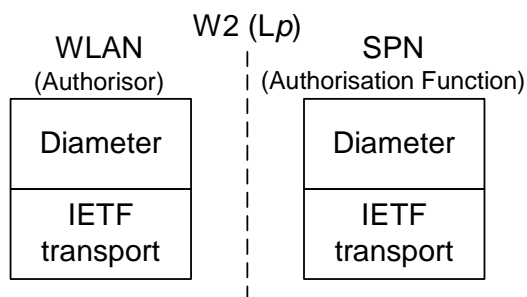 W2 (Lp)
WLAN
(Authorisor)
SPN
(Authorisation Function)
Diameter
IETF
transport
Diameter
IETF
transport